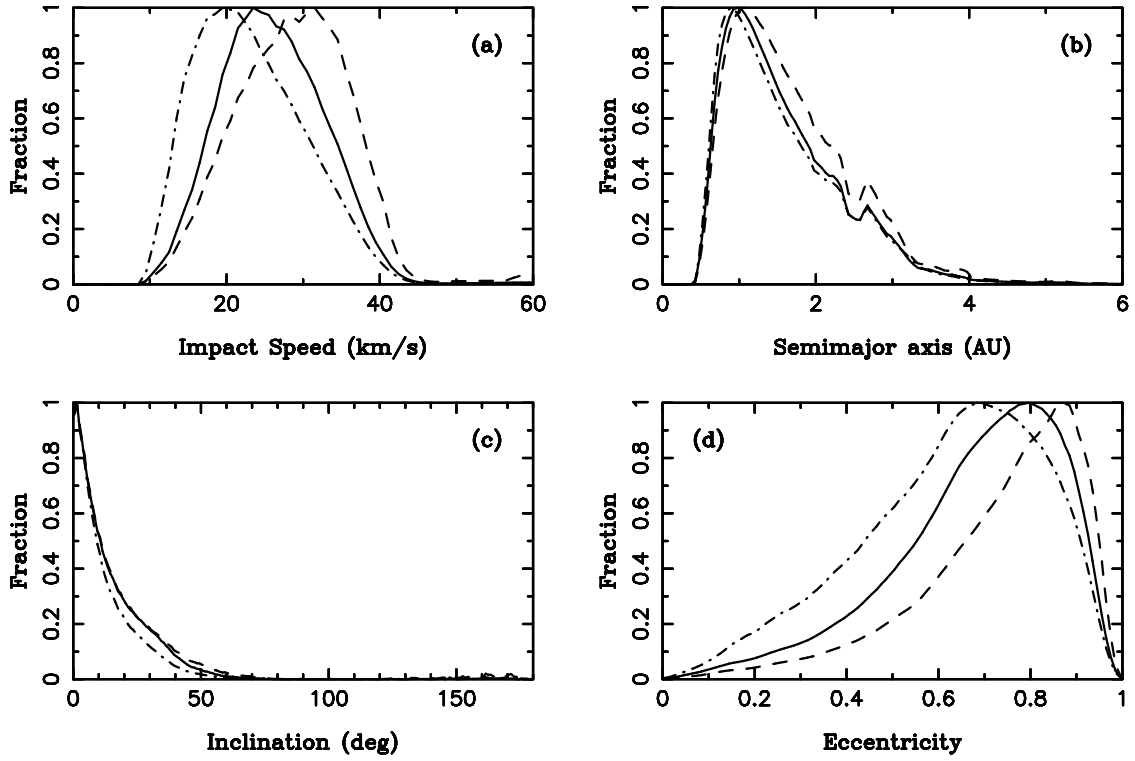 (a)
Fraction
0 0.2 0.4 0.6 0.8 1
0 20 40 60
Impact Speed (km/s)
(b)
Fraction
0 0.2 0.4 0.6 0.8 1
0 2 4 6
Semimajor axis (AU)
(c)
Fraction
0 0.2 0.4 0.6 0.8 1
0 50 100 150
Inclination (deg)
(d)
Fraction
0 0.2 0.4 0.6 0.8 1
0 0.2 0.4 0.6 0.8 1
Eccentricity